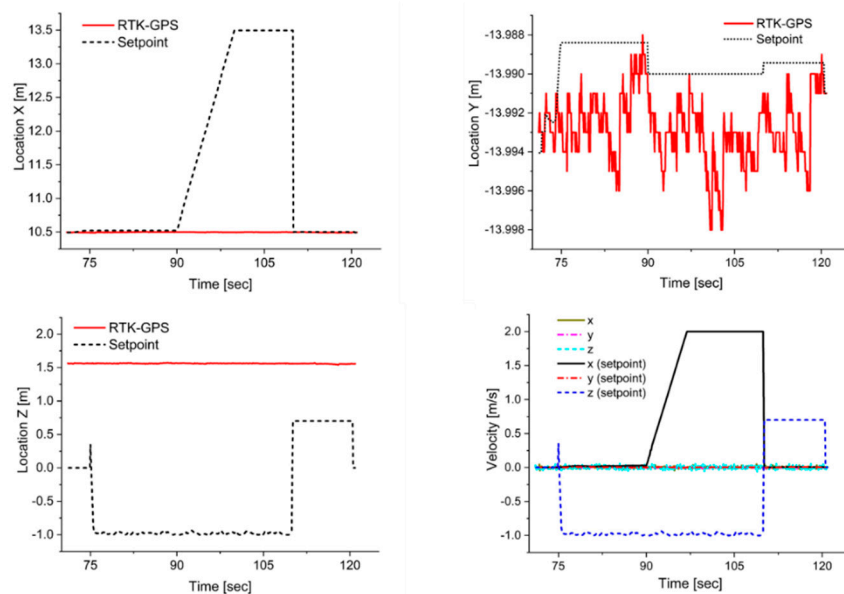 RTK-GPS
Setpoint
13.5
13.0
12.5
12.0
11.5
11.0
10.5
Location X [m]
75 90 105 120
Time [sec]
RTK-GPS
Setpoint
-13.988
-13.990
-13.992
-13.994
-13.996
-13.998
Location Y [m]
75 90 105 120
Time [sec]
RTK-GPS
Setpoint
2.0
1.5
1.0
0.5
0.0
-0.5
-1.0
Location Z [m]
75 90 105 120
Time [sec]
x
y
z
x (setpoint)
y (setpoint)
z (setpoint)
2.0
1.5
1.0
0.5
0.0
-0.5
-1.0
Velocity [m/s]
75 90 105 120
Time [sec]